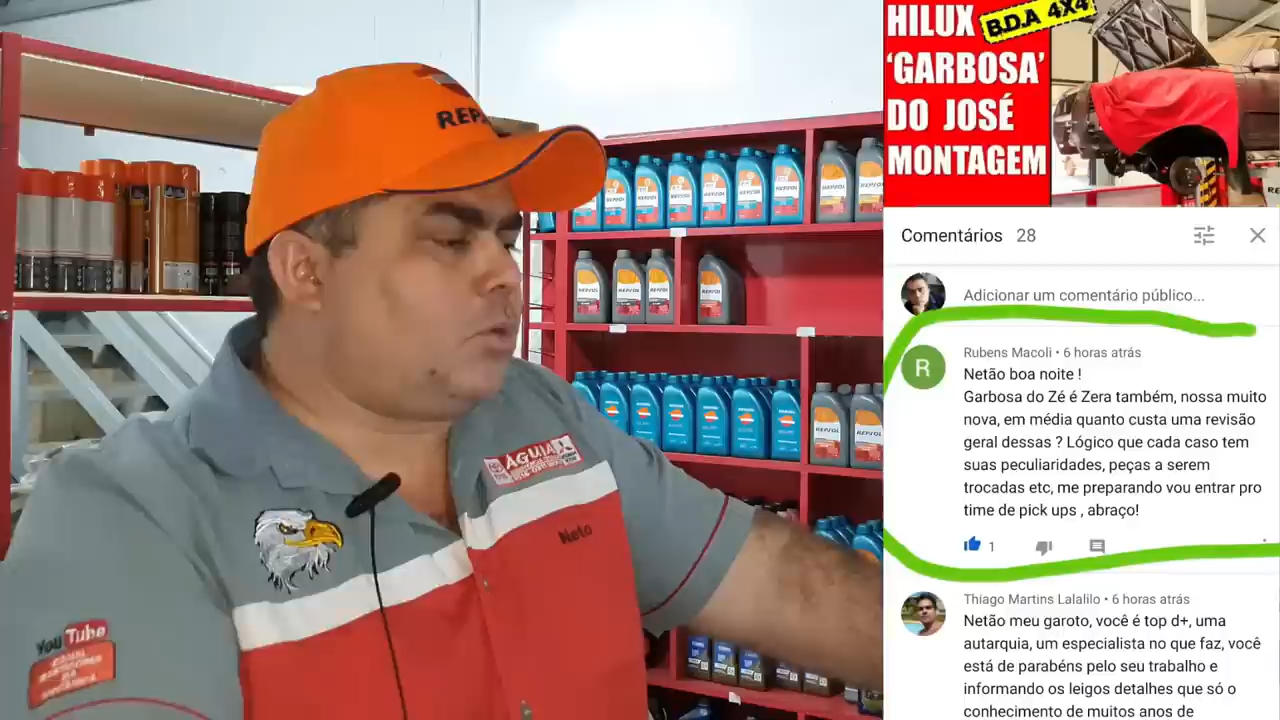 HILUX
B.D.A 4X4
'GARBOSA'
DO JOSÉ
MONTAGEM
Comentários 28
Adicionar um comentário público...
Rubens Macoli • 6 horas atrás
Netão boa noite !
Garbosa do Zé é Zera também, nossa muito
nova, em média quanto custa uma revisão
geral dessas ? Lógico que cada caso tem
suas peculiaridades, peças a serem
trocadas etc, me preparando vou entrar pro
time de pick ups , abraço!
1
R
Thiago Martins Lalalilo • 6 horas atrás
Netão meu garoto, você é top d+, uma
autarquia, um especialista no que faz, você
está de parabéns pelo seu trabalho e
informando os leigos detalhes que só o
conhecimento de muitos anos de
ÁGUIA
Neto
YouTube
REPSOL
REPSOL